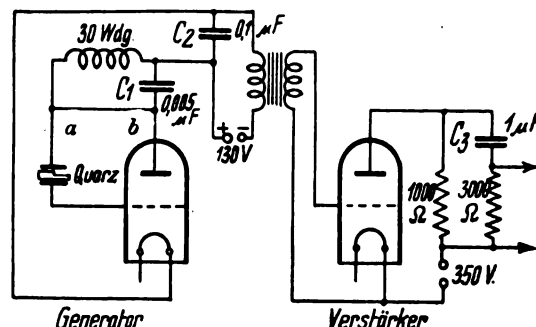 30 Wdg.
C₂
0,1 μF
C₁
0,005 μF
a
b
+ −
130 V
Quarz
C₃
1 μF
1000 Ω
3000 Ω
350 V.
Generator
Verstärker